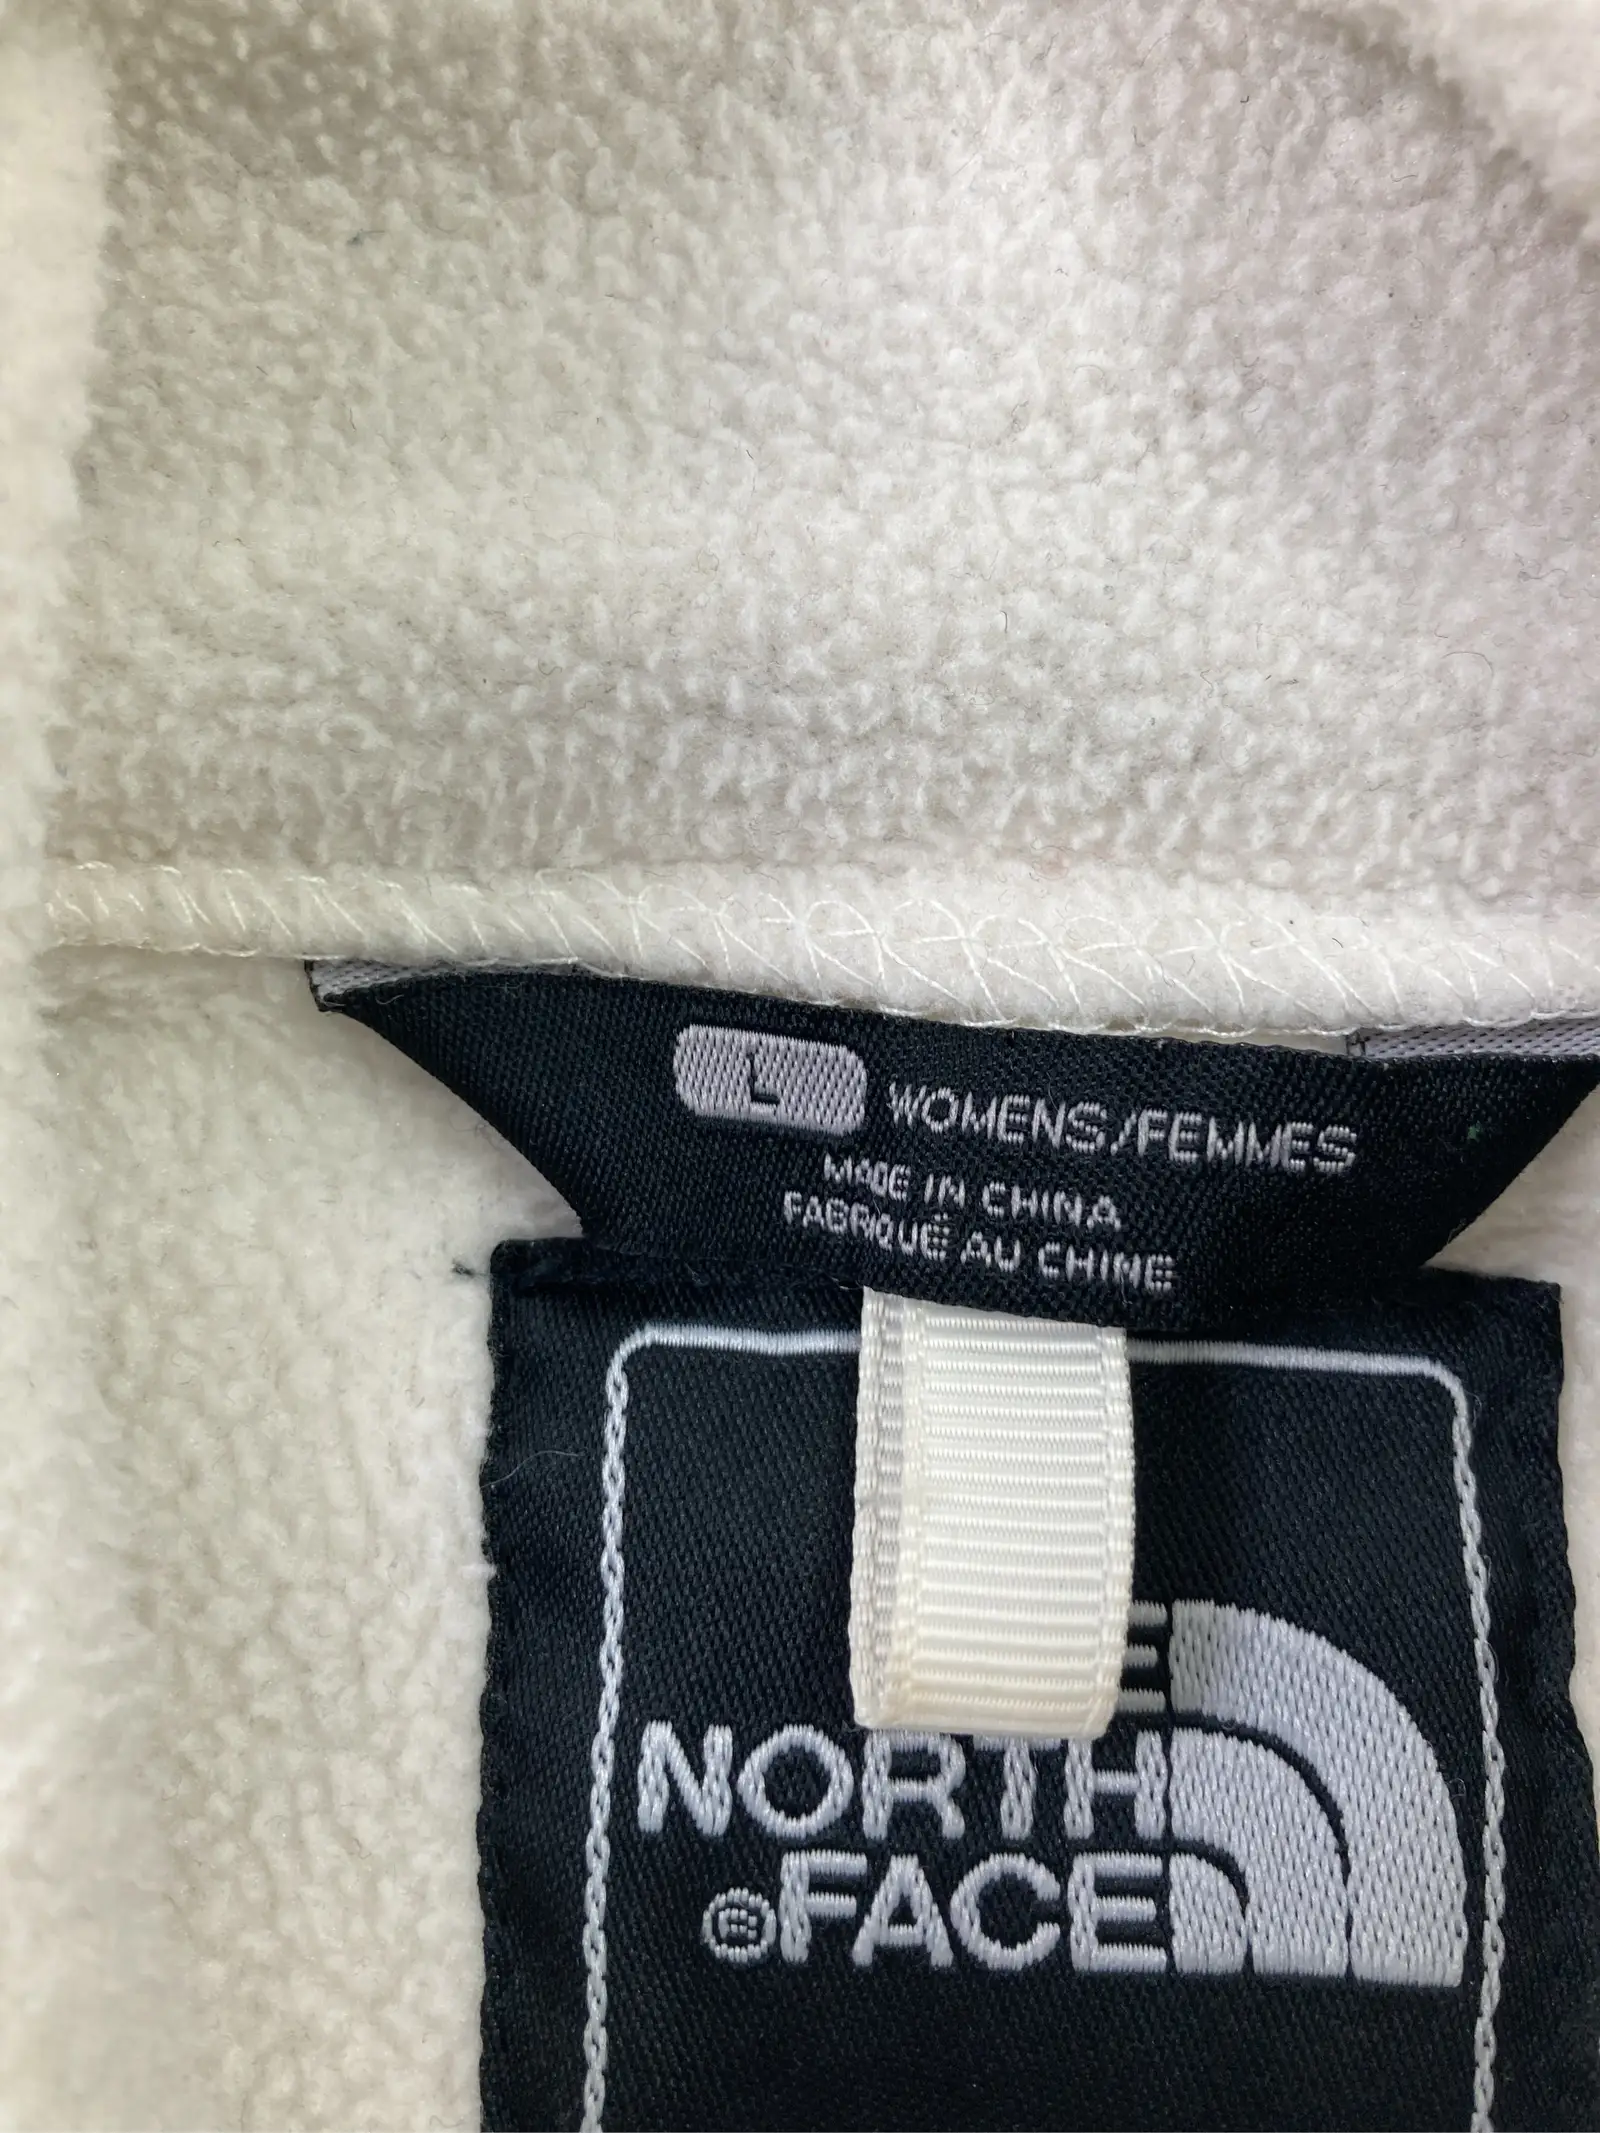 L WOMENS/FEMMES
MADE IN CHINA
FABRIQUÉ AU CHINE
NORTH
®FACE